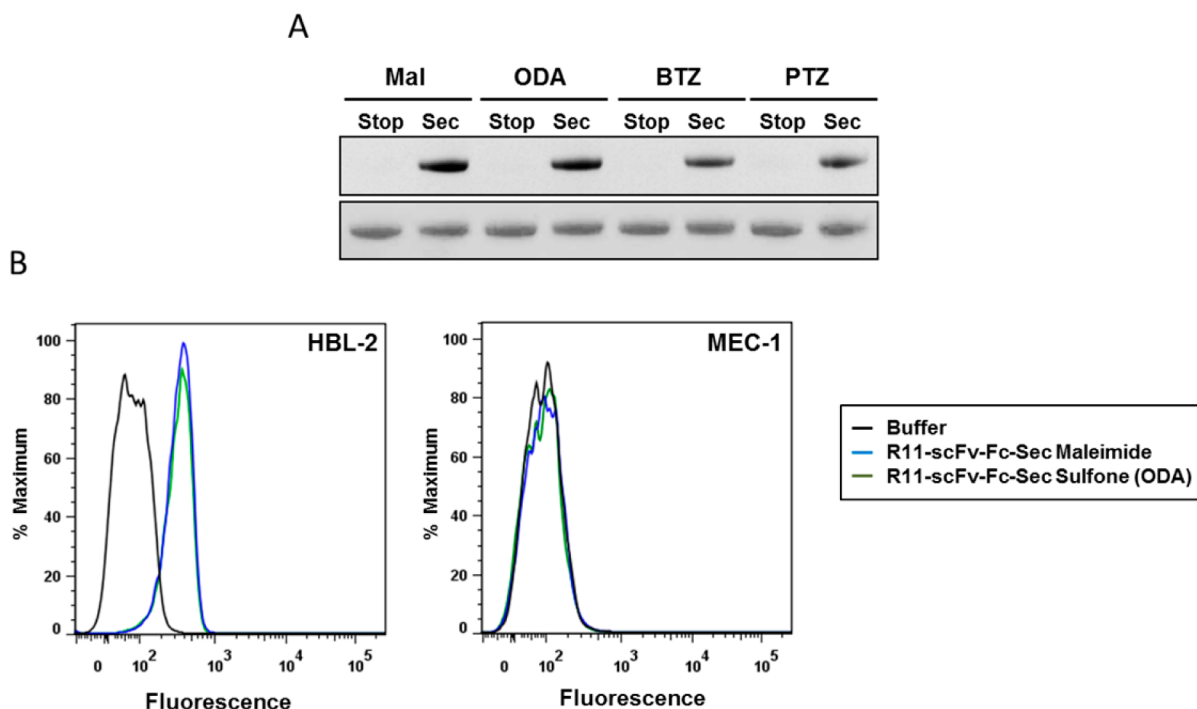 A
Mal ODA BTZ PTZ
Stop Sec Stop Sec Stop Sec Stop Sec
B
HBL-2
100
80
60
40
20
0
% Maximum
0 10² 10³ 10⁴ 10⁵
Fluorescence
MEC-1
100
80
60
40
20
0
% Maximum
0 10² 10³ 10⁴ 10⁵
Fluorescence
Buffer
R11-scFv-Fc-Sec Maleimide
R11-scFv-Fc-Sec Sulfone (ODA)